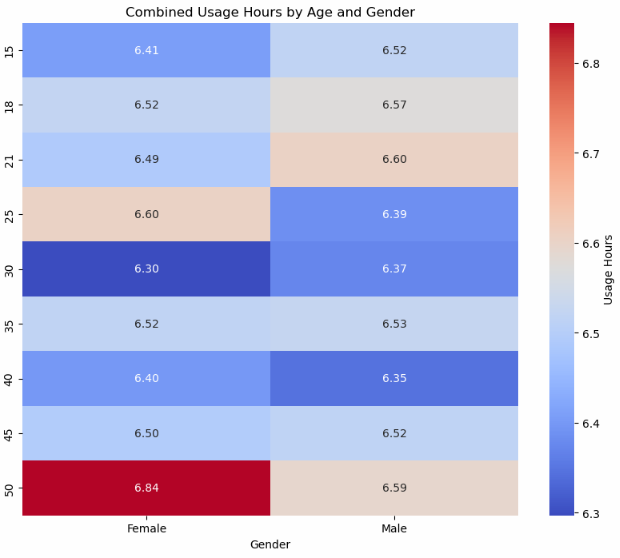 Combined Usage Hours by Age and Gender
15 6.41 6.52
18 6.52 6.57
21 6.49 6.60
25 6.60 6.39
30 6.30 6.37
35 6.52 6.53
40 6.40 6.35
45 6.50 6.52
50 6.84 6.59
Female Male
Gender
6.8
6.7
6.6
6.5
6.4
6.3
Usage Hours